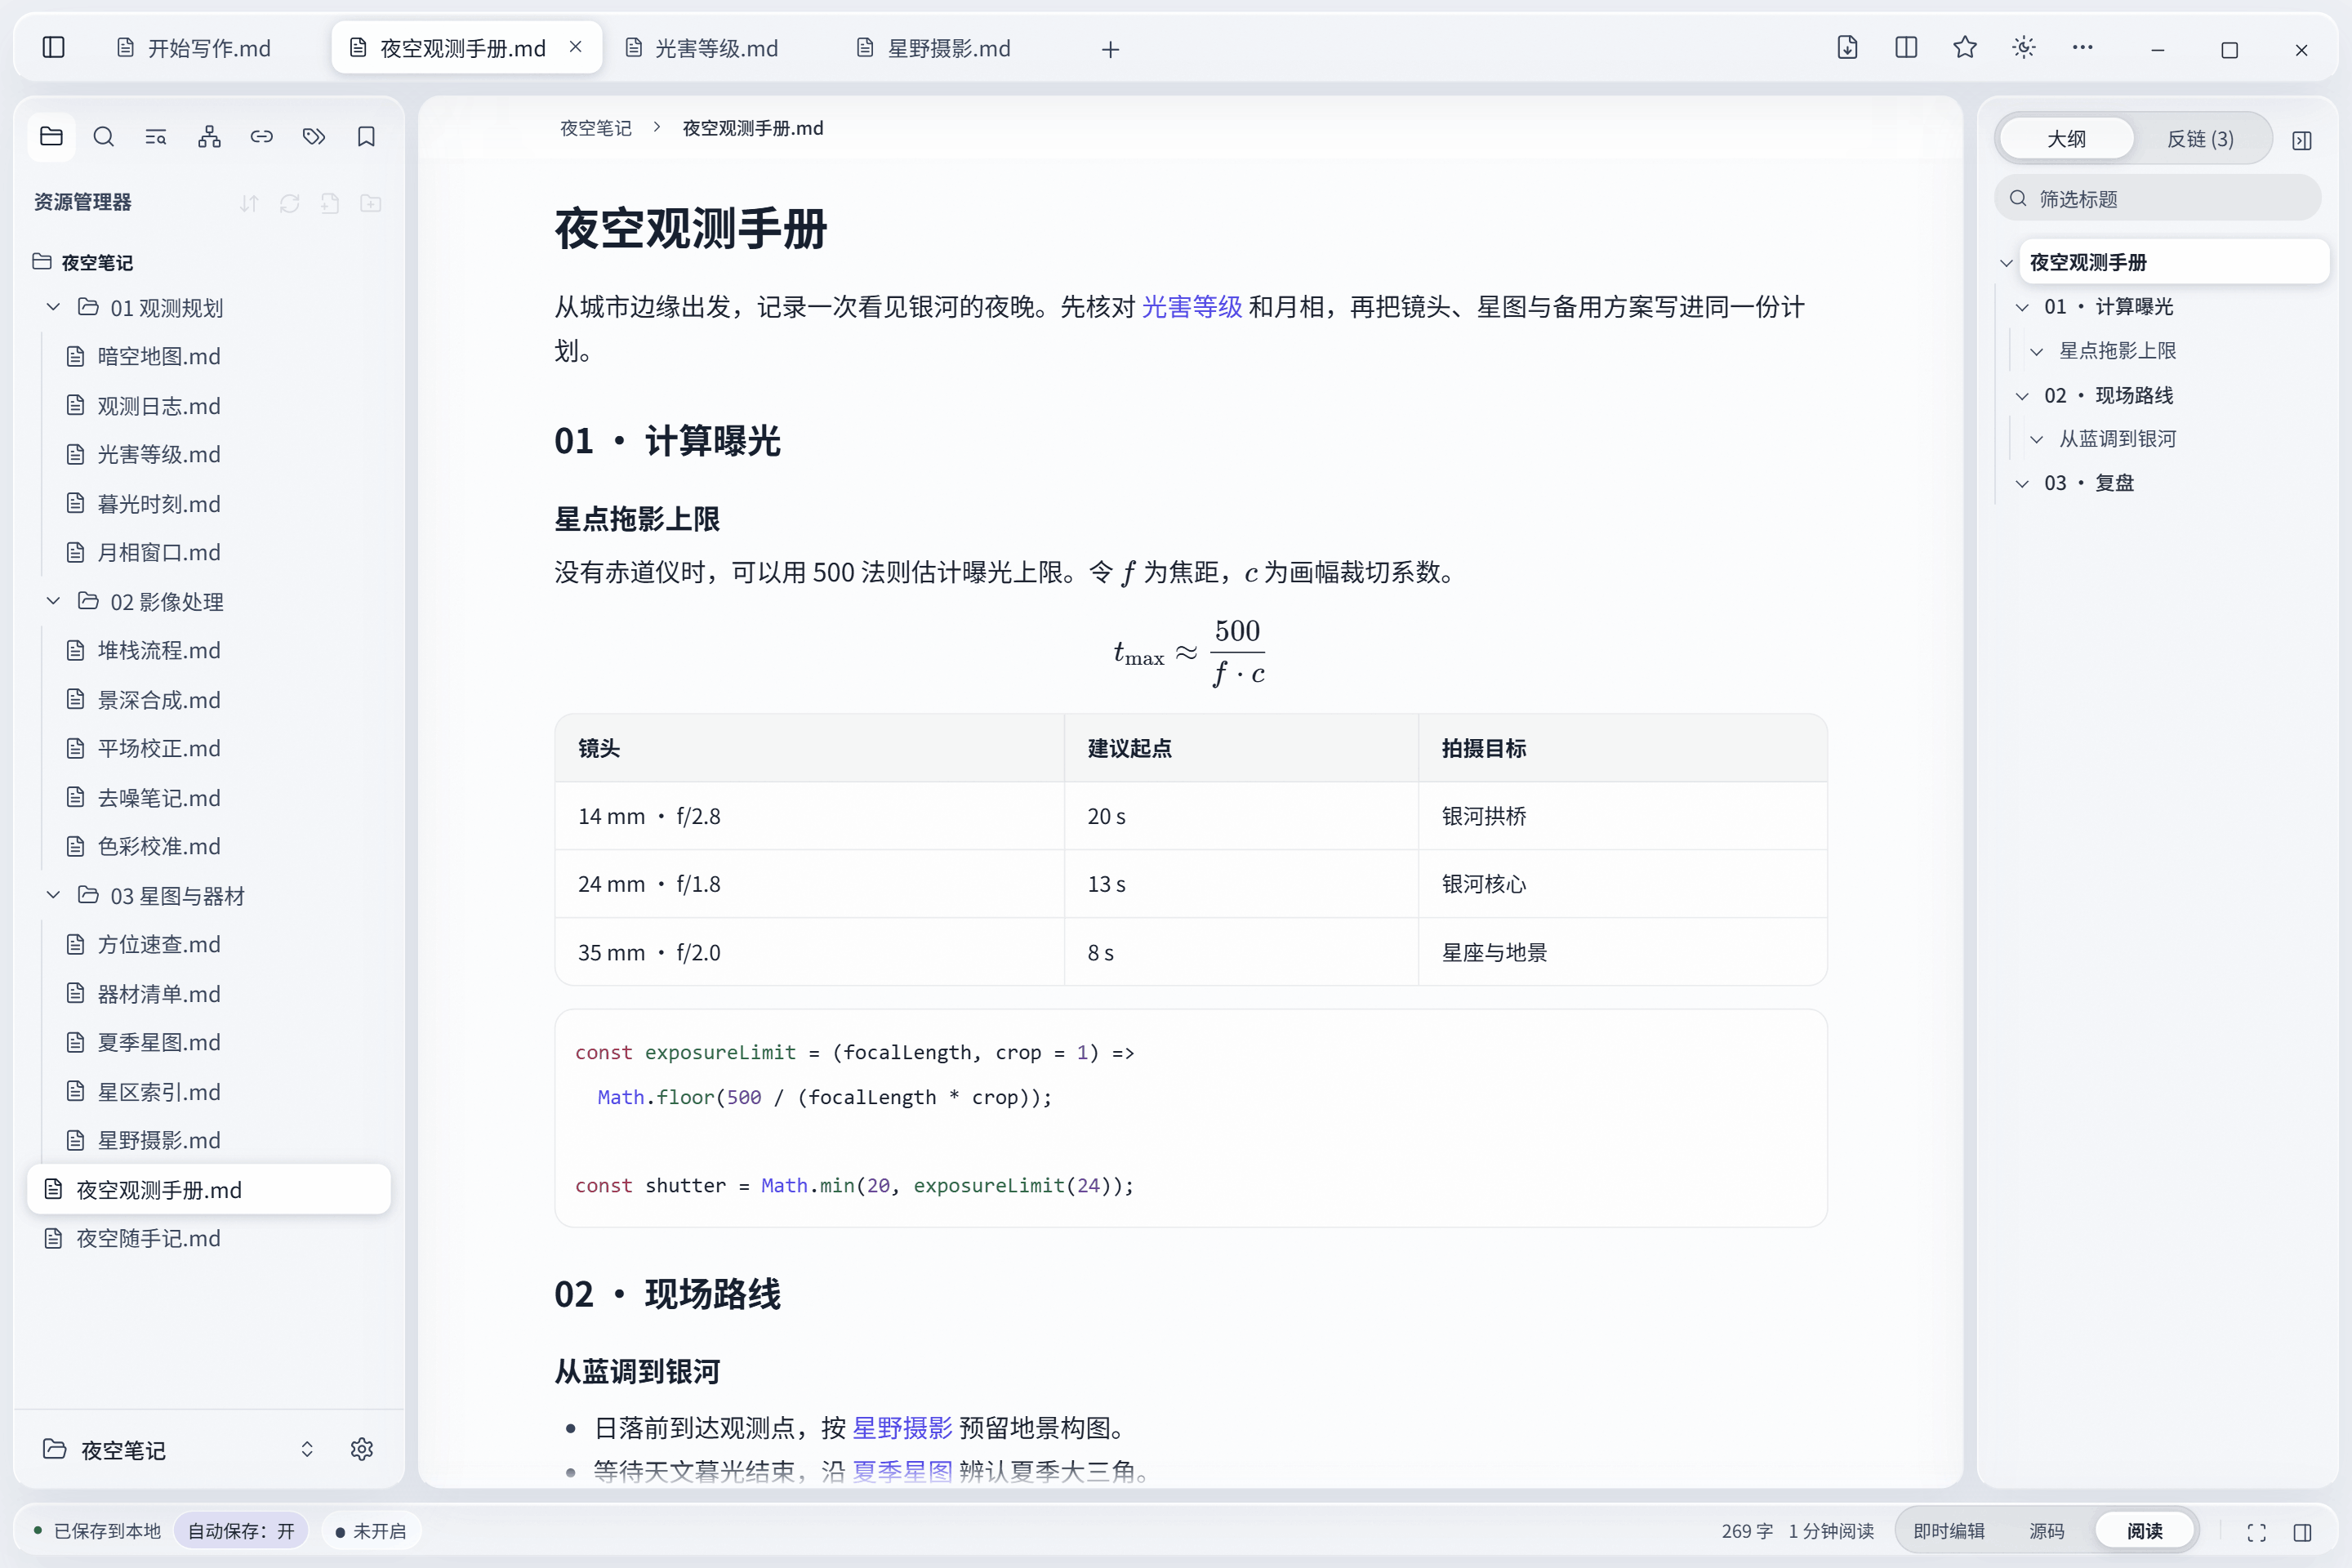 开始写作.md
夜空观测手册.md
光害等级.md
星野摄影.md
资源管理器
夜空笔记
01 观测规划
暗空地图.md
观测日志.md
光害等级.md
暮光时刻.md
月相窗口.md
02 影像处理
堆栈流程.md
景深合成.md
平场校正.md
去噪笔记.md
色彩校准.md
03 星图与器材
方位速查.md
器材清单.md
夏季星图.md
星区索引.md
星野摄影.md
夜空观测手册.md
夜空随手记.md
夜空笔记
夜空笔记 > 夜空观测手册.md
夜空观测手册
从城市边缘出发，记录一次看见银河的夜晚。先核对 光害等级 和月相，再把镜头、星图与备用方案写进同一份计
划。
01 · 计算曝光
星点拖影上限
没有赤道仪时，可以用 500 法则估计曝光上限。令 f 为焦距，c 为画幅裁切系数。
t_max ≈ 500 / (f · c)
镜头 建议起点 拍摄目标
14 mm · f/2.8 20 s 银河拱桥
24 mm · f/1.8 13 s 银河核心
35 mm · f/2.0 8 s 星座与地景
const exposureLimit = (focalLength, crop = 1) =>
  Math.floor(500 / (focalLength * crop));
const shutter = Math.min(20, exposureLimit(24));
02 · 现场路线
从蓝调到银河
• 日落前到达观测点，按 星野摄影 预留地景构图。
• 等待天文暮光结束，沿 夏季星图 辨认夏季大三角。
大纲
反链 (3)
筛选标题
夜空观测手册
01 · 计算曝光
星点拖影上限
02 · 现场路线
从蓝调到银河
03 · 复盘
已保存到本地
自动保存：开
未开启
269 字
1 分钟阅读
即时编辑
源码
阅读